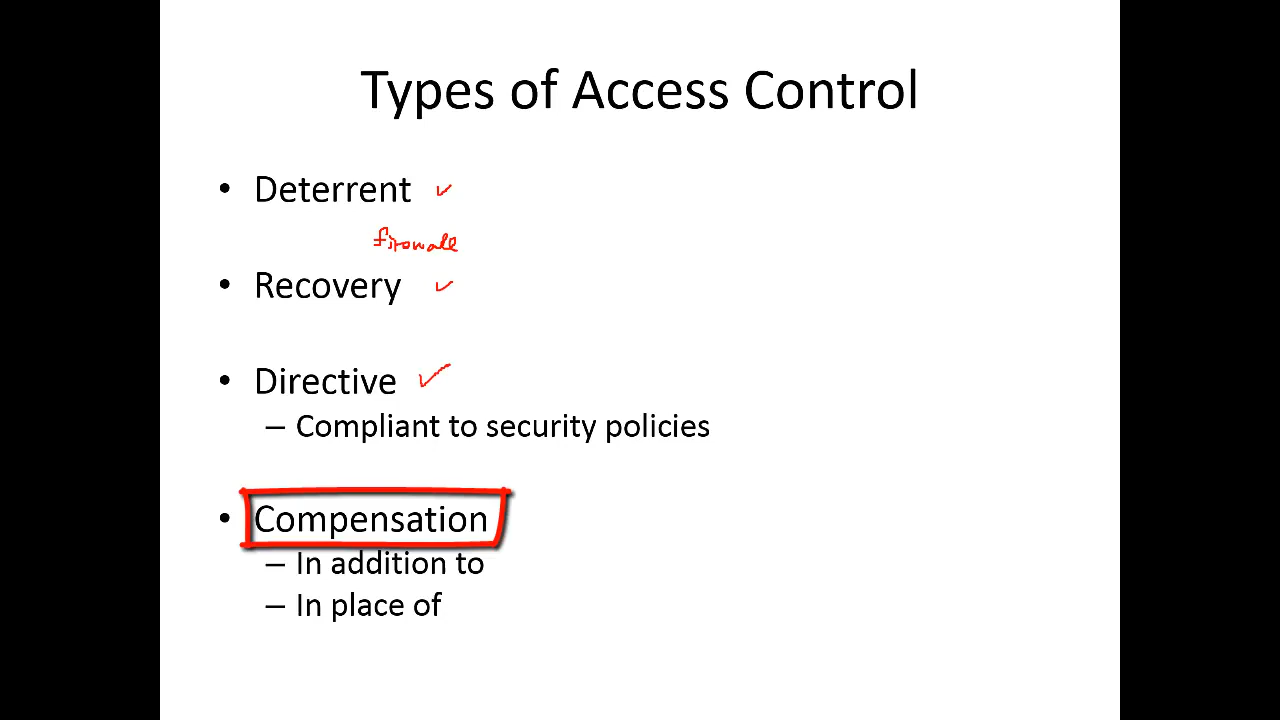 Types of Access Control
• Deterrent ✓
firewall
• Recovery ✓
• Directive ✓
– Compliant to security policies
• Compensation
– In addition to
– In place of